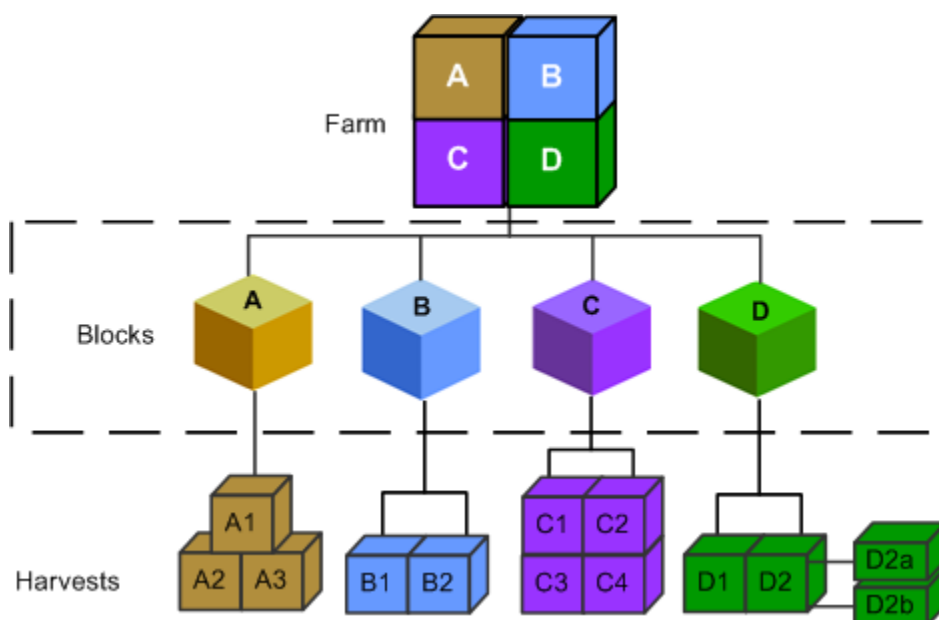 A B
Farm
C D
A B C D
Blocks
A1 C1 C2
D2a
Harvests A2 A3 B1 B2 C3 C4 D1 D2
D2b